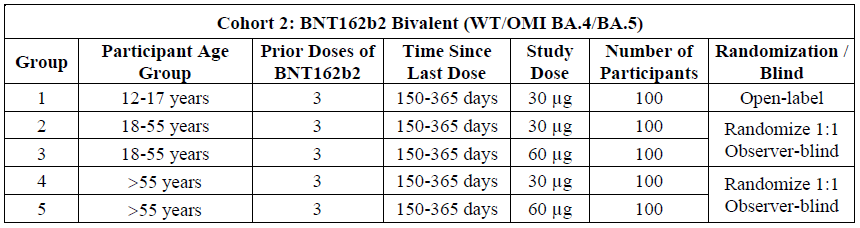 Cohort 2: BNT162b2 Bivalent (WT/OMI BA.4/BA.5)
Group Participant Age Group Prior Doses of BNT162b2 Time Since Last Dose Study Dose Number of Participants Randomization / Blind
1 12-17 years 3 150-365 days 30 µg 100 Open-label
2 18-55 years 3 150-365 days 30 µg 100 Randomize 1:1
3 18-55 years 3 150-365 days 60 µg 100 Observer-blind
4 >55 years 3 150-365 days 30 µg 100 Randomize 1:1
5 >55 years 3 150-365 days 60 µg 100 Observer-blind